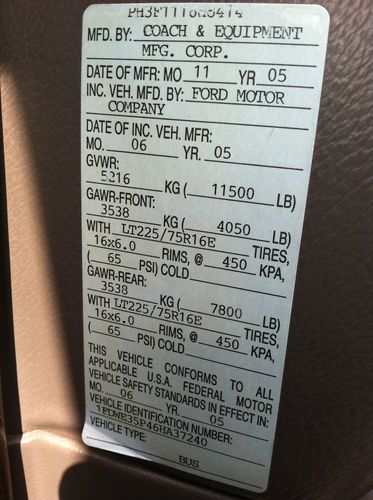 MFD. BY: COACH & EQUIPMENT
MFG. CORP.
DATE OF MFR: MO 11 YR 05
INC. VEH. MFD. BY: FORD MOTOR
COMPANY
DATE OF INC. VEH. MFR:
MO. 06 YR. 05
GVWR:
5216 KG ( 11500 LB)
GAWR-FRONT:
3538 KG ( 4050 LB)
WITH LT225/75R16E TIRES,
16x6.0 RIMS, @ 450 KPA,
( 65 PSI) COLD
GAWR-REAR:
3538 KG ( 7800 LB)
WITH LT225/75R16E TIRES,
16x6.0 RIMS, @ 450 KPA,
( 65 PSI) COLD
THIS VEHICLE CONFORMS TO ALL
APPLICABLE U.S.A. FEDERAL MOTOR
VEHICLE SAFETY STANDARDS IN EFFECT IN:
MO. 06 YR. 05
VEHICLE IDENTIFICATION NUMBER:
1FDWE35P46HA37240
VEHICLE TYPE:
BUS